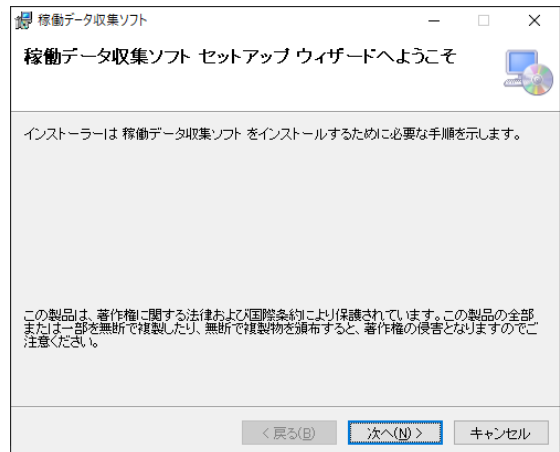 稼働データ収集ソフト
稼働データ収集ソフト セットアップ ウィザードへようこそ
インストーラーは 稼働データ収集ソフト をインストールするために必要な手順を示します。
この製品は、著作権に関する法律および国際条約により保護されています。この製品の全部
または一部を無断で複製したり、無断で複製物を頒布すると、著作権の侵害となりますのでご
注意ください。
< 戻る(B) 次へ(N) > キャンセル